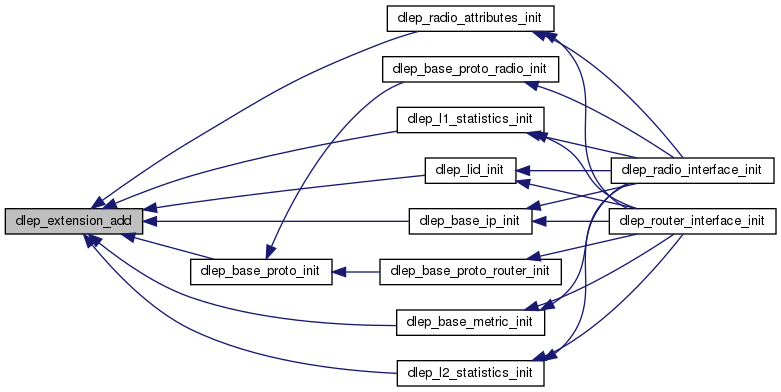 dlep_radio_attributes_init
dlep_base_proto_radio_init
dlep_l1_statistics_init
dlep_lid_init
dlep_radio_interface_init
dlep_extension_add
dlep_base_ip_init
dlep_router_interface_init
dlep_base_proto_init
dlep_base_proto_router_init
dlep_base_metric_init
dlep_l2_statistics_init